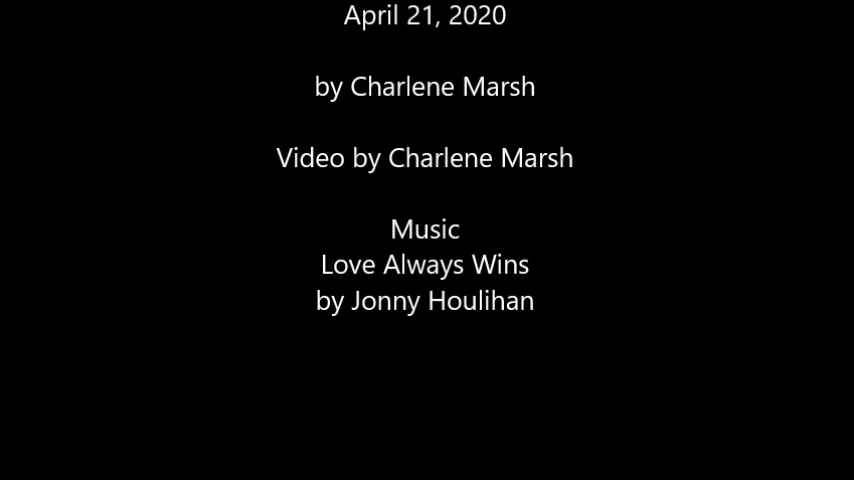 April 21, 2020
by Charlene Marsh
Video by Charlene Marsh
Music
Love Always Wins
by Jonny Houlihan